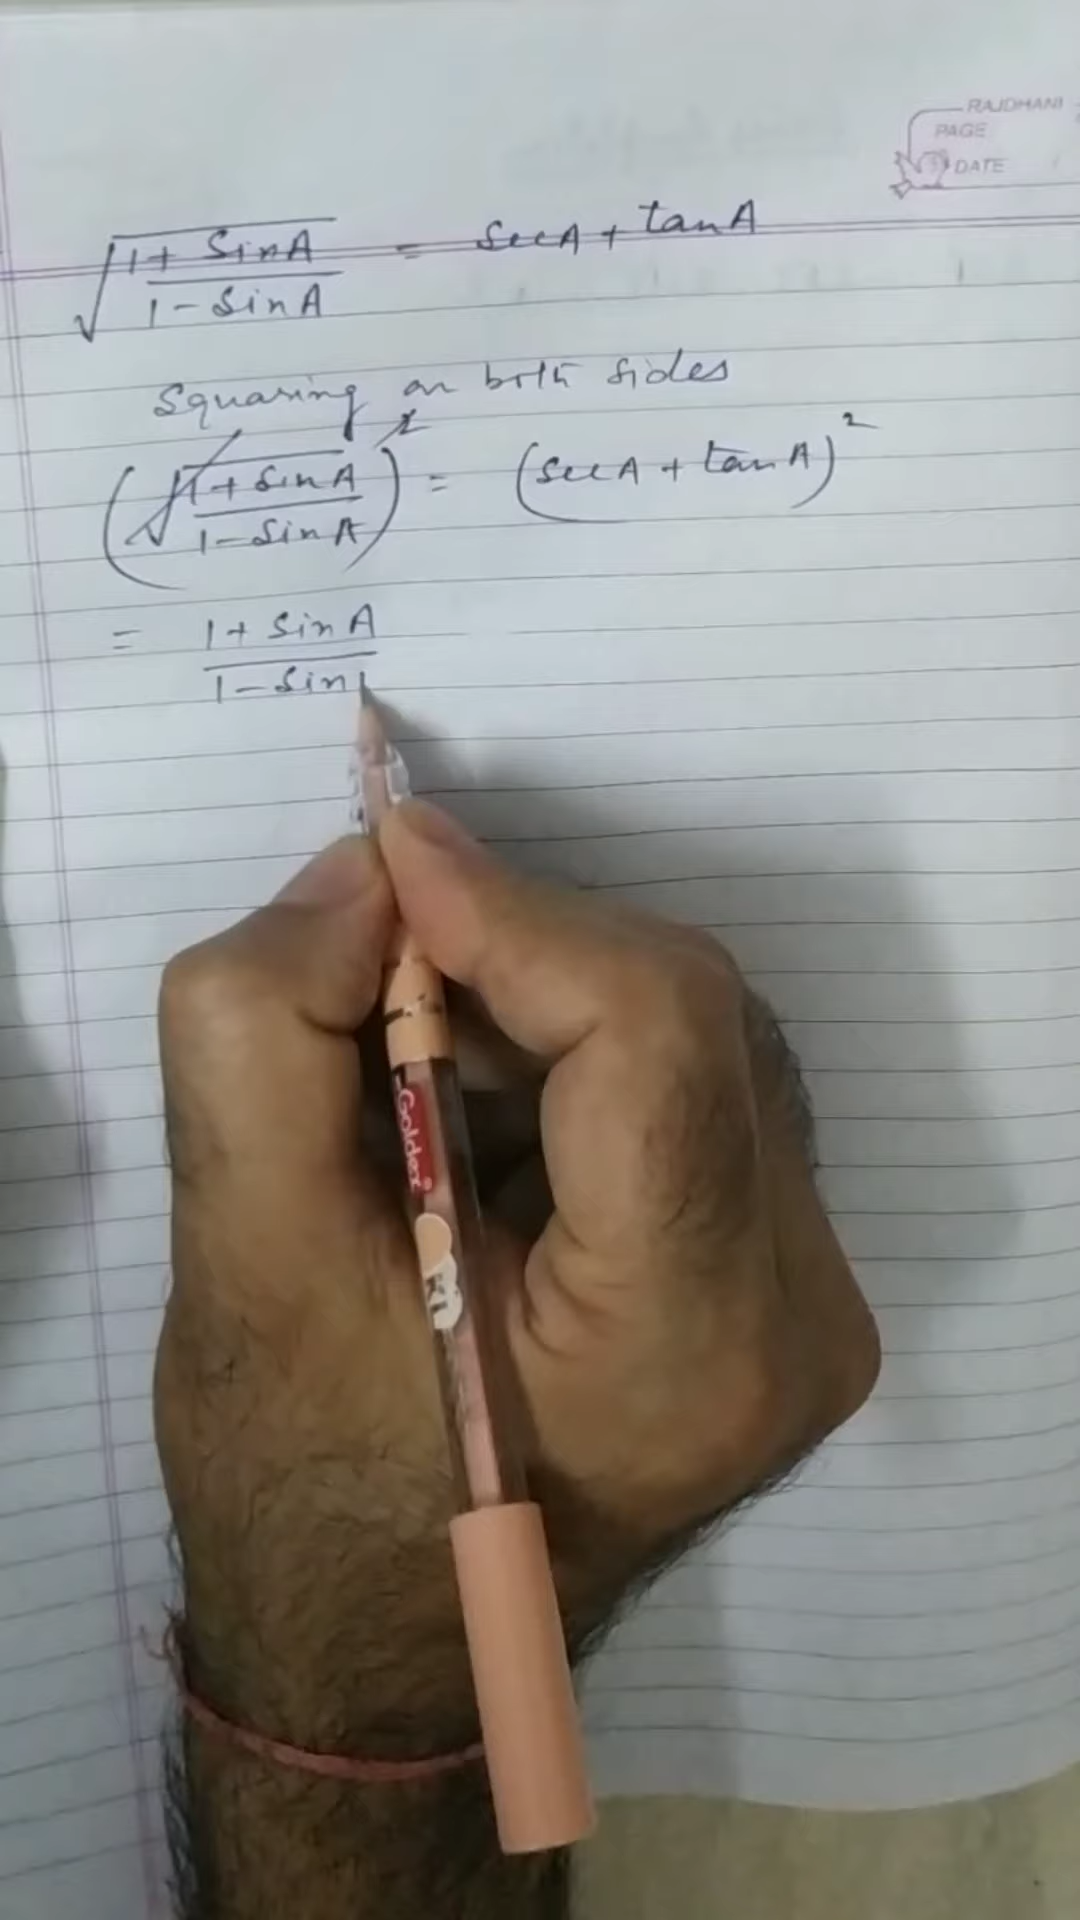 RAJDHANI
PAGE
DATE
√(1 + SinA / 1 - SinA) = SecA + tanA
Squaring on both sides
(√(1 + SinA / 1 - SinA))² = (SecA + tanA)²
= 1 + SinA / 1 - Sin
Goldex®